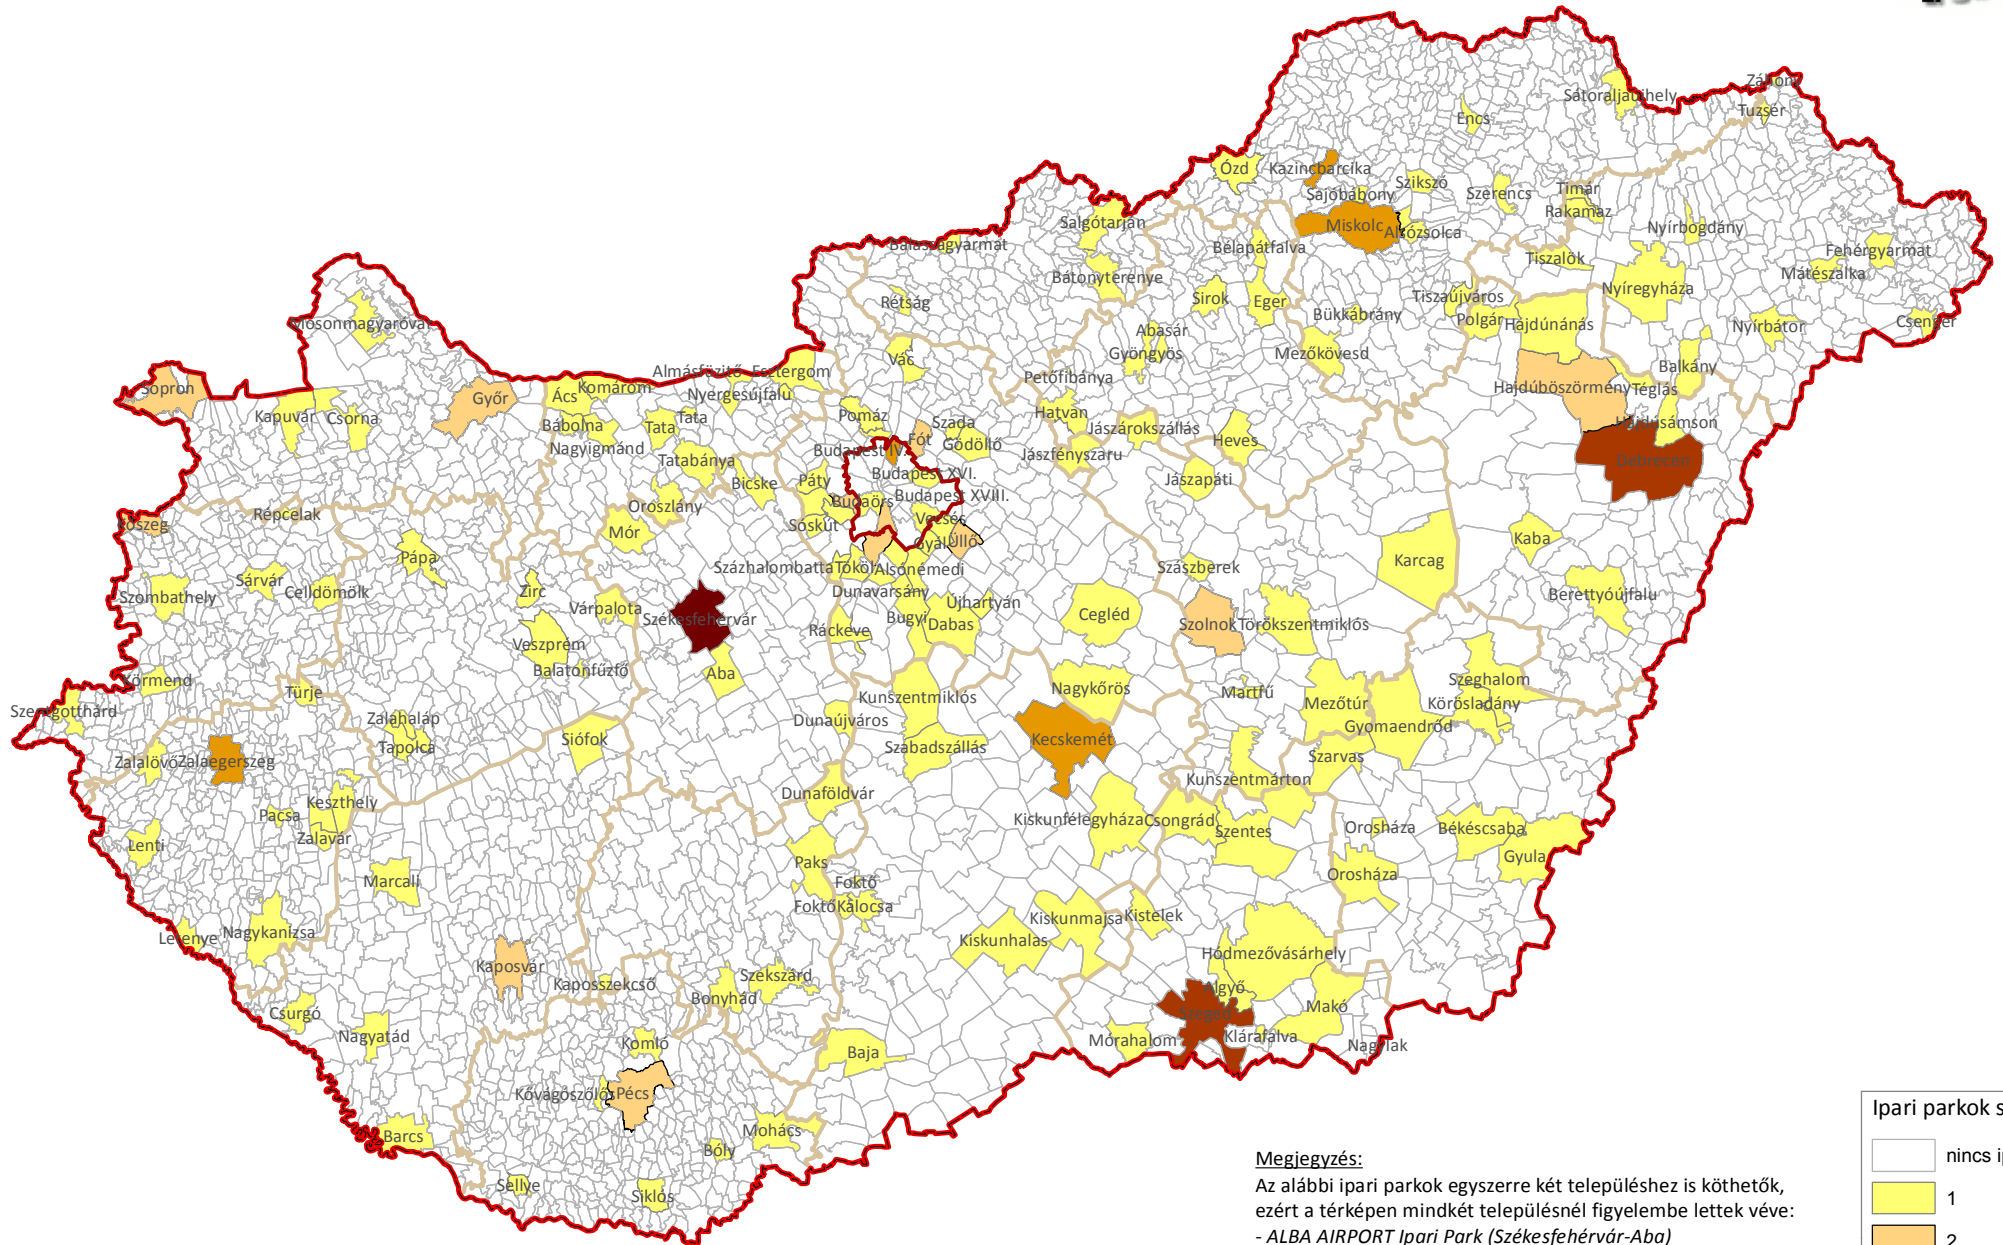 Záhony
Sátoraljaújhely
Tuzsér
Encs
Ózd
Kazincbarcika
Szikszó
Sajóbábony
Szerencs
Timár
Rakamaz
Salgótarján
Miskolc
Alsózsolca
Nyírbogdány
Balassagyarmat
Bélapátfalva
Fehérgyarmat
Tiszalök
Mátészalka
Bátonyterenye
Nyíregyháza
Rétság
Sirok
Eger
Tiszaújváros
Bükkábrány
Polgár
Hajdúnánás
Mosonmagyaróvár
Abasár
Nyírbátor
Csenger
Gyöngyös
Mezőkövesd
Vác
Balkány
Almásfüzitő
Esztergom
Petőfibánya
Sopron
Komárom
Hajdúböszörmény
Téglás
Ács
Nyergesújfalu
Győr
Hatvan
Kapuvár
Csorna
Tata
Tata
Pomáz
Szada
Bábolna
Jászárokszállás
Hajdúsámson
Fót
Gödöllő
Heves
Nagyigmánd
Budapest IV.
Jászfényszaru
Tatabánya
Debrecen
Budapest XVI.
Bicske
Páty
Jászapáti
Budapest XVIII.
Oroszlány
Budaörs
Répcelak
Vecsés
Kőszeg
Sóskút
Mór
Gyál
Üllő
Kaba
Pápa
Karcag
Százhalombatta
Tököl
Alsónémedi
Szászberek
Sárvár
Celldömölk
Zirc
Dunavarsány
Szombathely
Várpalota
Újhartyán
Berettyóújfalu
Székesfehérvár
Bugyi
Dabas
Cegléd
Szolnok
Törökszentmiklós
Ráckeve
Veszprém
Balatonfűzfő
Aba
Körmend
Szeghalom
Türje
Nagykőrös
Martfű
Kunszentmiklós
Mezőtúr
Körösladány
Szentgotthárd
Zalahaláp
Dunaújváros
Gyomaendrőd
Siófok
Kecskemét
Tapolca
Szabadszállás
Szarvas
Zalalövő
Zalaegerszeg
Kunszentmárton
Dunaföldvár
Keszthely
Pacsa
Kiskunfélegyháza
Csongrád
Szentes
Orosháza
Békéscsaba
Zalavár
Lenti
Gyula
Paks
Orosháza
Marcali
Foktő
Foktő
Kalocsa
Kiskunmajsa
Kistelek
Letenye
Nagykanizsa
Kiskunhalas
Hódmezővásárhely
Kaposvár
Szekszárd
Kaposszekcső
Bonyhád
Algyő
Makó
Csurgó
Szeged
Nagyatád
Mórahalom
Klárafalva
Komló
Nagylak
Baja
Kővágószőlős
Pécs
Barcs
Mohács
Bóly
Sellye
Siklós
Megjegyzés:
Az alábbi ipari parkok egyszerre két településhez is köthetők,
ezért a térképen mindkét településnél figyelembe lettek véve:
- ALBA AIRPORT Ipari Park (Székesfehérvár-Aba)
Ipari parkok s
nincs ip
1
2